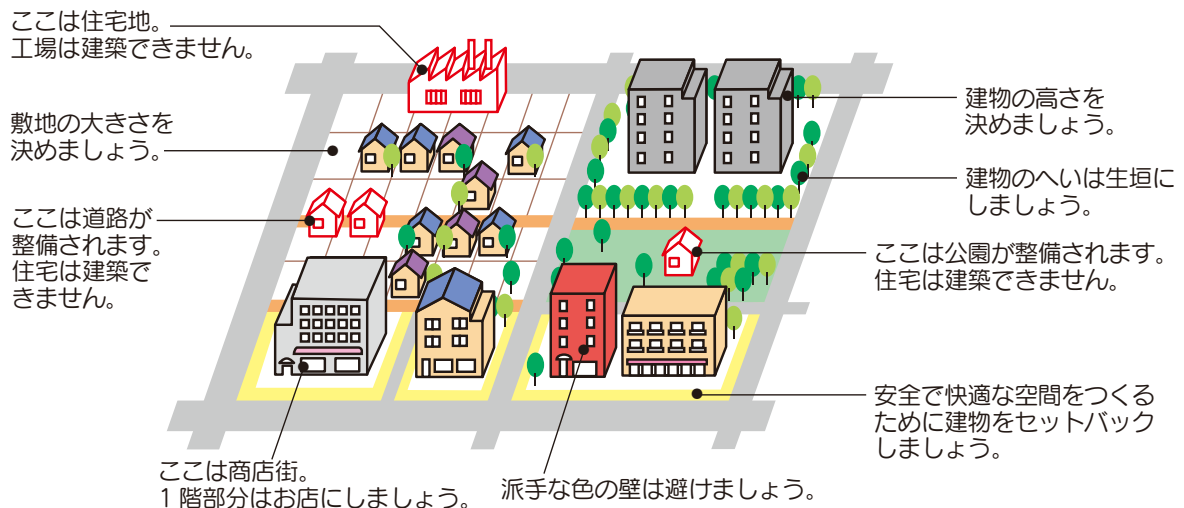 ここは住宅地。
工場は建築できません。
敷地の大きさを
決めましょう。
ここは道路が
整備されます。
住宅は建築で
きません。
ここは商店街。
1階部分はお店にしましょう。
派手な色の壁は避けましょう。
建物の高さを
決めましょう。
建物のへいは生垣に
しましょう。
ここは公園が整備されます。
住宅は建築できません。
安全で快適な空間をつくる
ために建物をセットバック
しましょう。